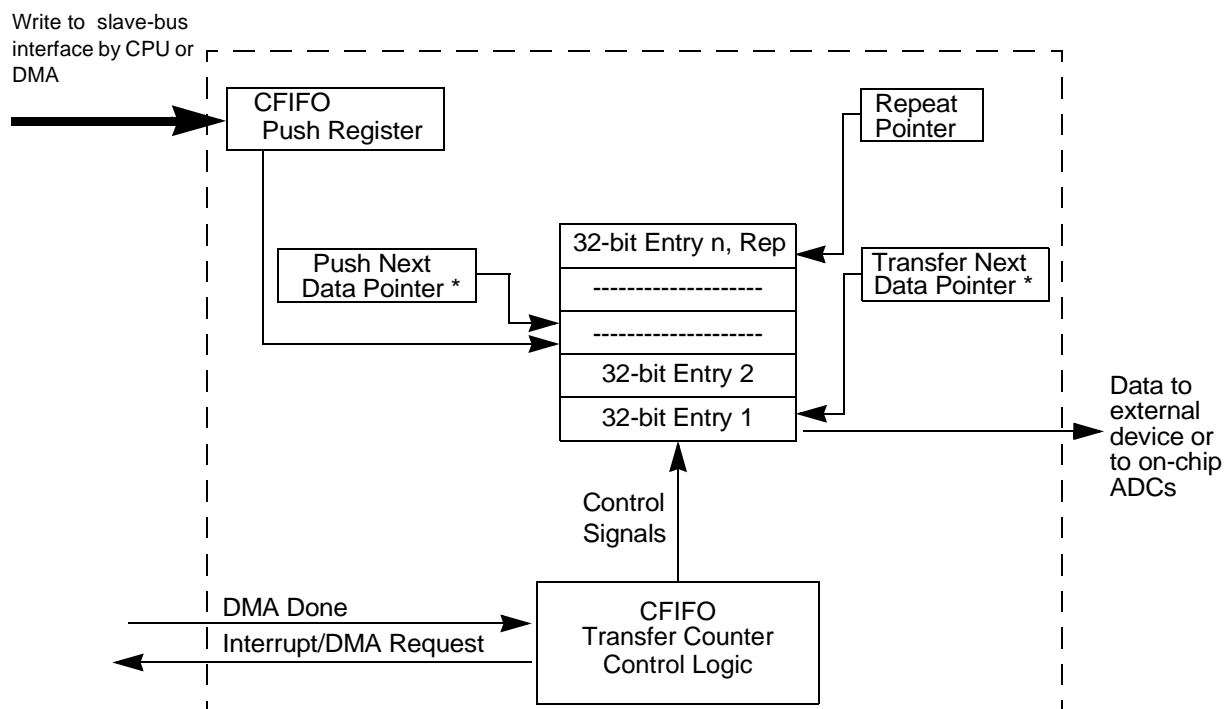 Write to slave-bus
interface by CPU or
DMA
CFIFO
Push Register
Repeat
Pointer
32-bit Entry n, Rep
Push Next
Data Pointer *
Transfer Next
Data Pointer *
---------------------
---------------------
32-bit Entry 2
32-bit Entry 1
Data to
external
device or
to on-chip
ADCs
Control
Signals
DMA Done
Interrupt/DMA Request
CFIFO
Transfer Counter
Control Logic